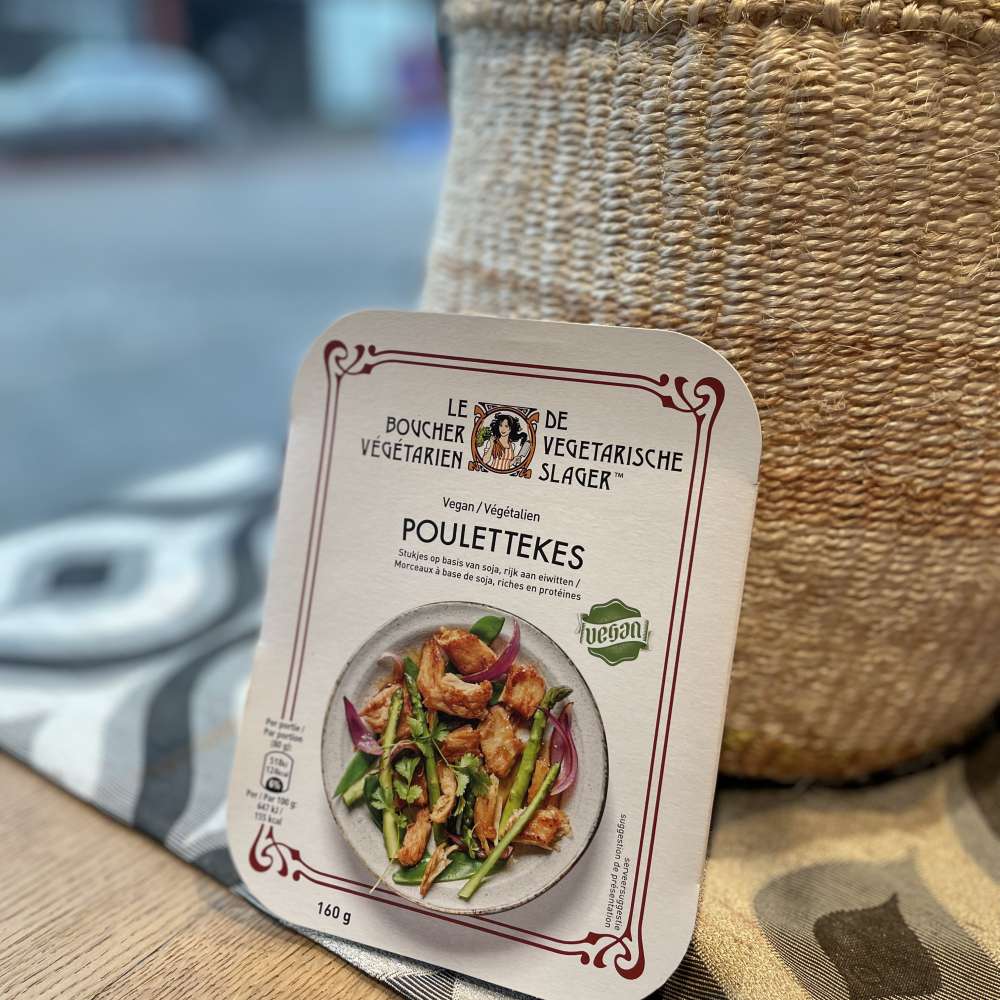 LE
BOUCHER
VÉGÉTARIEN
DE
VEGETARISCHE
SLAGER™
Vegan / Végétalien
POULETTEKES
Stukjes op basis van soja, rijk aan eiwitten /
Morceaux à base de soja, riches en protéines
vegan
Per portie /
Par portion
(80 g):
518kJ
124kcal
Per / Par 100 g:
647 kJ /
155 kcal
serveersuggestie
suggestion de présentation
160 g